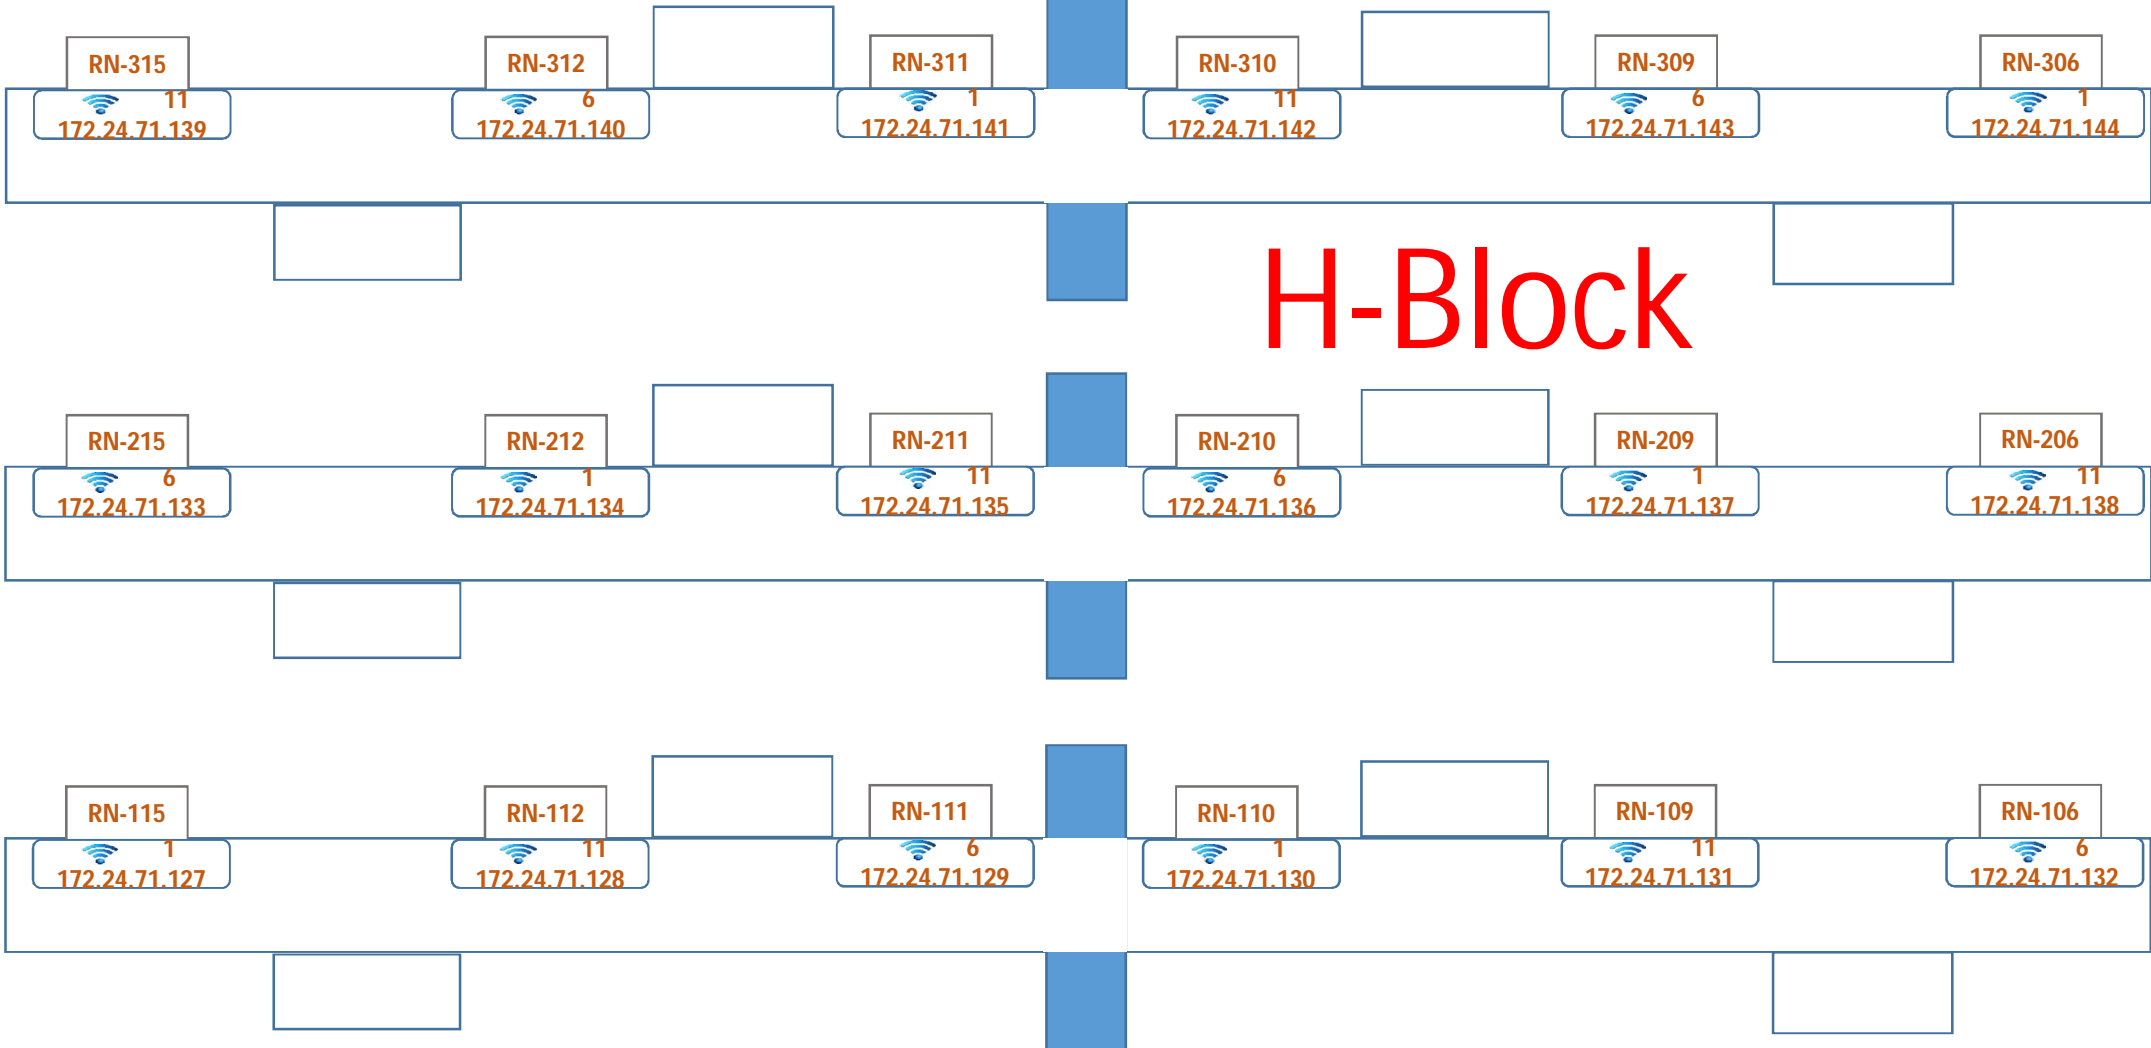 RN-315 RN-312 RN-311 RN-310 RN-309 RN-306
11 6 1 11 6 1
172.24.71.139 172.24.71.140 172.24.71.141 172.24.71.142 172.24.71.143 172.24.71.144
H-Block
RN-215 RN-212 RN-211 RN-210 RN-209 RN-206
6 1 11 6 1 11
172.24.71.133 172.24.71.134 172.24.71.135 172.24.71.136 172.24.71.137 172.24.71.138
RN-115 RN-112 RN-111 RN-110 RN-109 RN-106
1 11 6 1 11 6
172.24.71.127 172.24.71.128 172.24.71.129 172.24.71.130 172.24.71.131 172.24.71.132